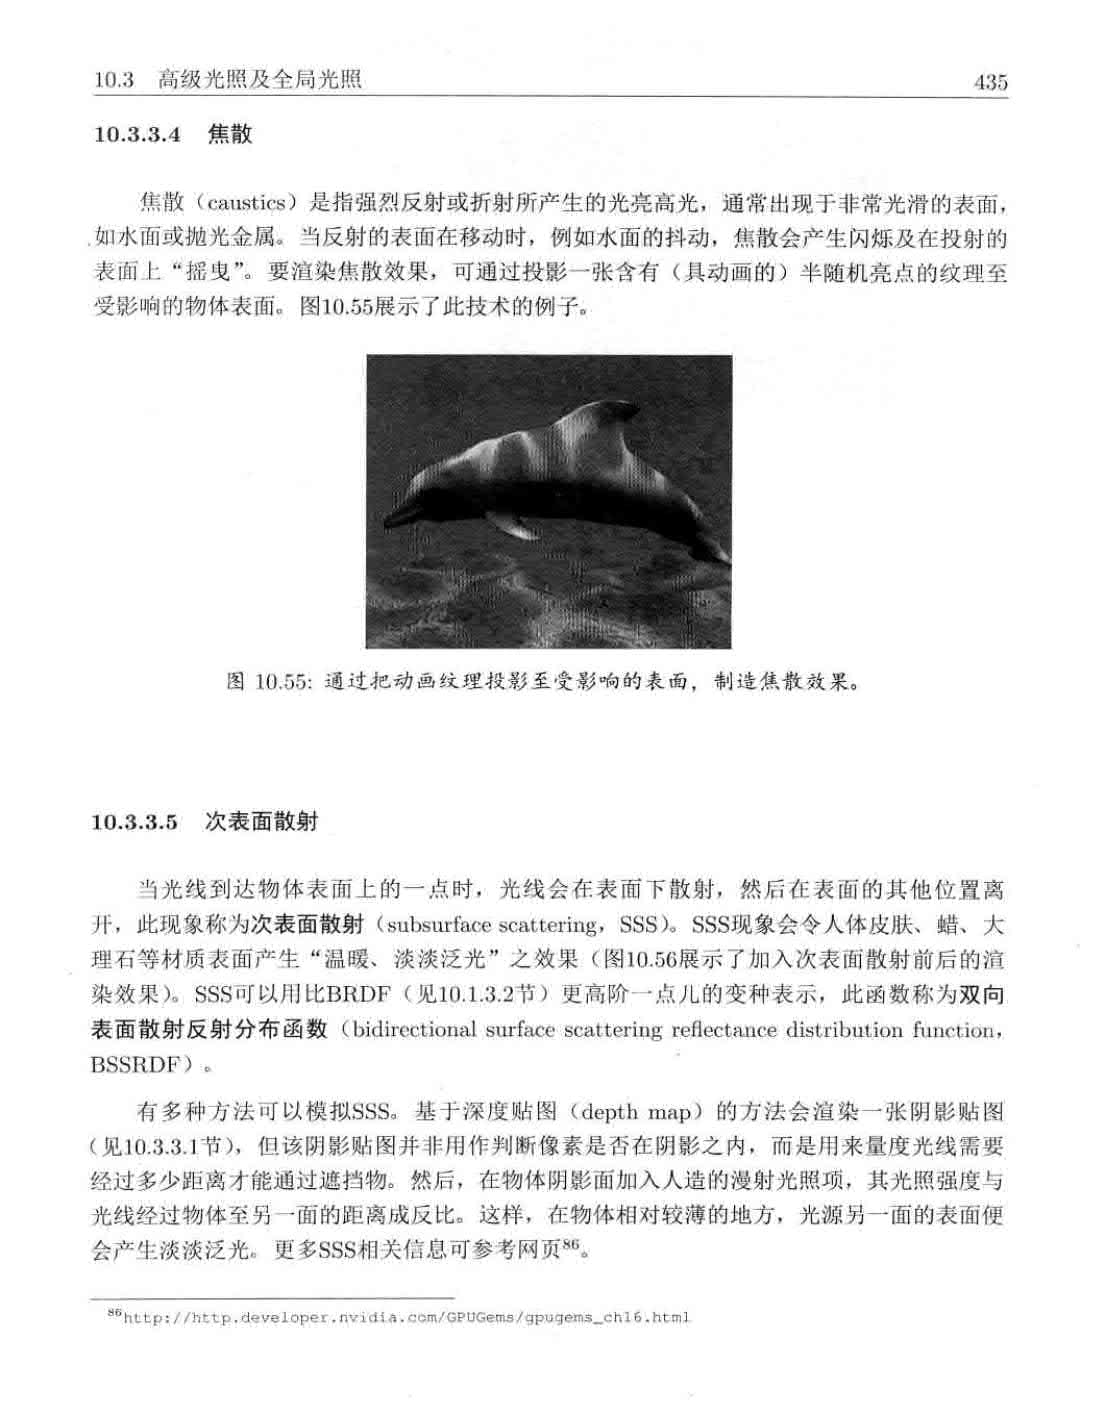 10.3 高级光照及全局光照 435
10.3.3.4 焦散
焦散（caustics）是指强烈反射或折射所产生的光亮高光，通常出现于非常光滑的表面，
如水面或抛光金属。当反射的表面在移动时，例如水面的抖动，焦散会产生闪烁及在投射的
表面上“摇曳”。要渲染焦散效果，可通过投影一张含有（具动画的）半随机亮点的纹理至
受影响的物体表面。图10.55展示了此技术的例子。
图 10.55: 通过把动画纹理投影至受影响的表面，制造焦散效果。
10.3.3.5 次表面散射
当光线到达物体表面上的一点时，光线会在表面下散射，然后在表面的其他位置离
开，此现象称为次表面散射（subsurface scattering，SSS）。SSS现象会令人体皮肤、蜡、大
理石等材质表面产生“温暖、淡淡泛光”之效果（图10.56展示了加入次表面散射前后的渲
染效果）。SSS可以用比BRDF（见10.1.3.2节）更高阶一点儿的变种表示，此函数称为双向
表面散射反射分布函数（bidirectional surface scattering reflectance distribution function，
BSSRDF）。
有多种方法可以模拟SSS。基于深度贴图（depth map）的方法会渲染一张阴影贴图
（见10.3.3.1节），但该阴影贴图并非用作判断像素是否在阴影之内，而是用来量度光线需要
经过多少距离才能通过遮挡物。然后，在物体阴影面加入人造的漫射光照项，其光照强度与
光线经过物体至另一面的距离成反比。这样，在物体相对较薄的地方，光源另一面的表面便
会产生淡淡泛光。更多SSS相关信息可参考网页86。
86http://http.developer.nvidia.com/GPUGems/gpugems_ch16.html